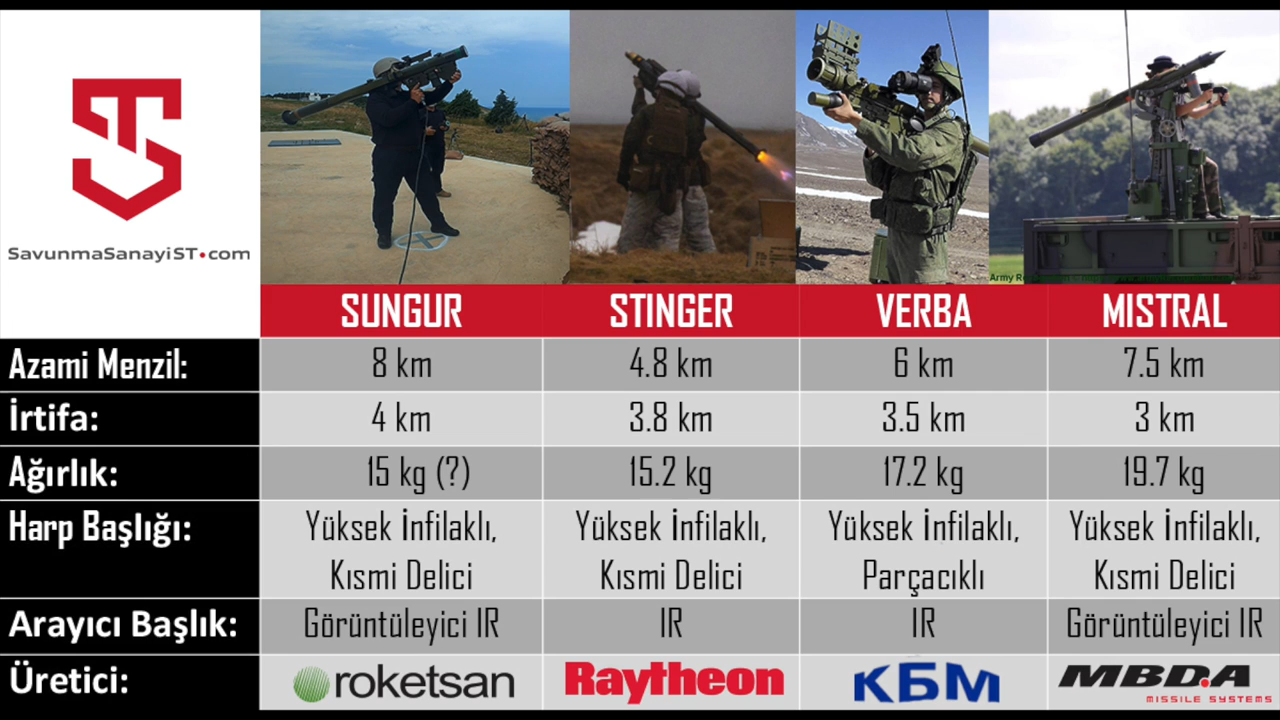 SavunmaSanayiST.com
Army Re
SUNGUR STINGER VERBA MISTRAL
Azami Menzil: 8 km 4.8 km 6 km 7.5 km
İrtifa: 4 km 3.8 km 3.5 km 3 km
Ağırlık: 15 kg (?) 15.2 kg 17.2 kg 19.7 kg
Harp Başlığı: Yüksek İnfilaklı, Yüksek İnfilaklı, Yüksek İnfilaklı, Yüksek İnfilaklı,
Kısmi Delici Kısmi Delici Parçacıklı Kısmi Delici
Arayıcı Başlık: Görüntüleyici IR IR IR Görüntüleyici IR
Üretici: roketsan Raytheon КБМ MBDA
MISSILE SYSTEMS